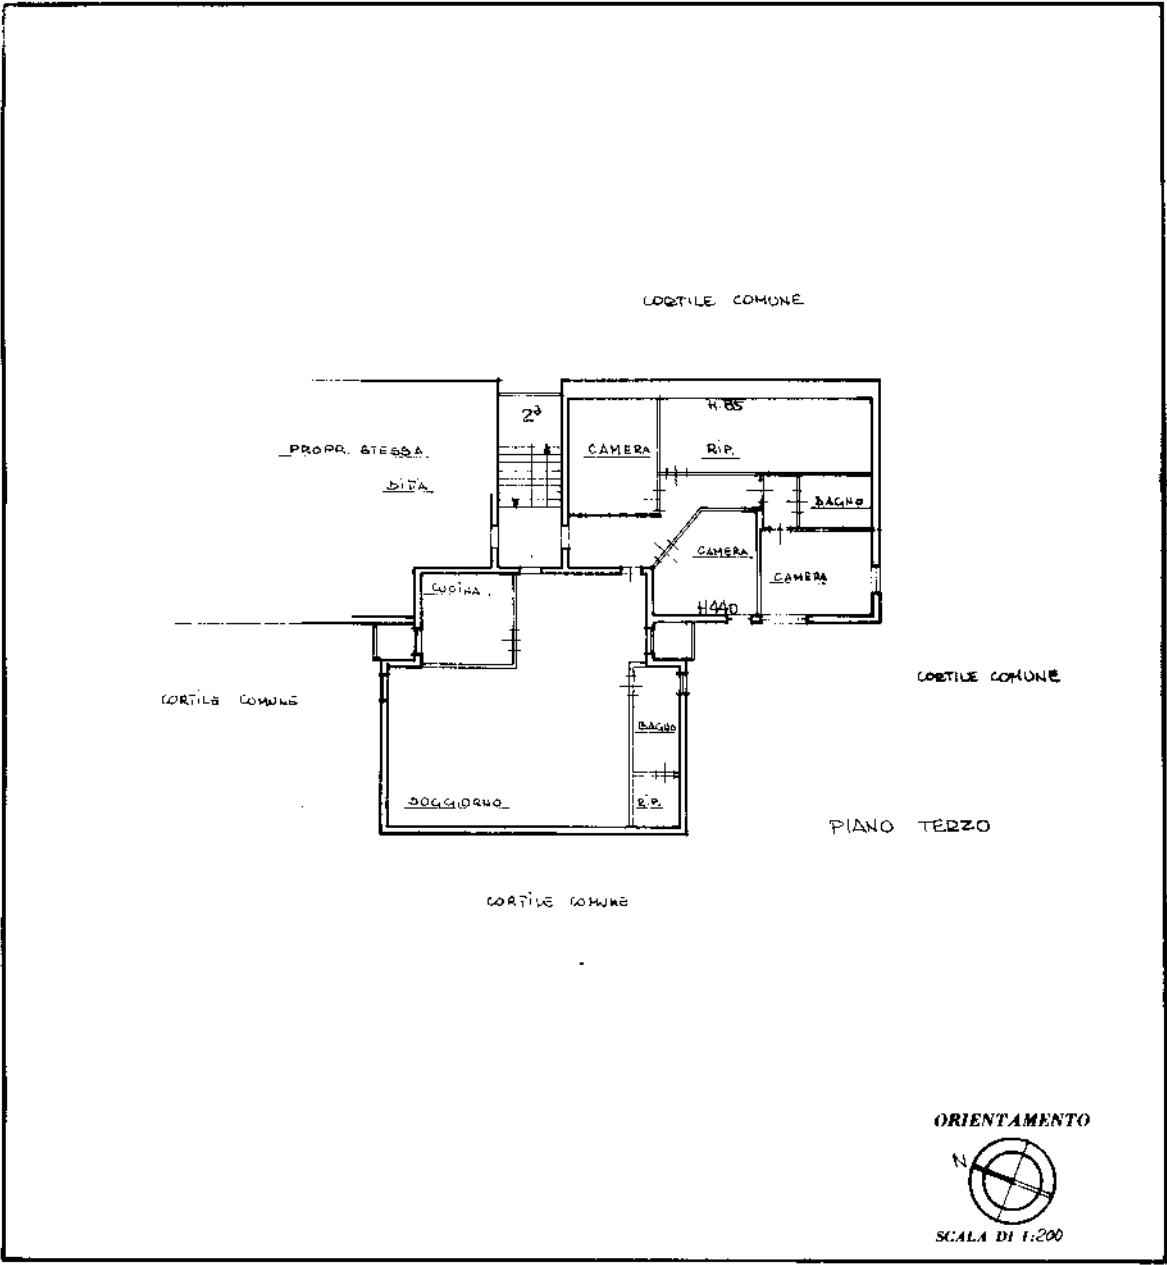 CORTILE COMUNE
H. 85
2ª
CAMERA
RIP.
PROPR. STESSA
DITTA
BAGNO
CAMERA
CAMERA
CUCINA
H440
CORTILE COMUNE
CORTILE COMUNE
BAGNO
SOGGIORNO
RIP.
PIANO TERZO
CORTILE COMUNE
ORIENTAMENTO
N
SCALA DI 1:200